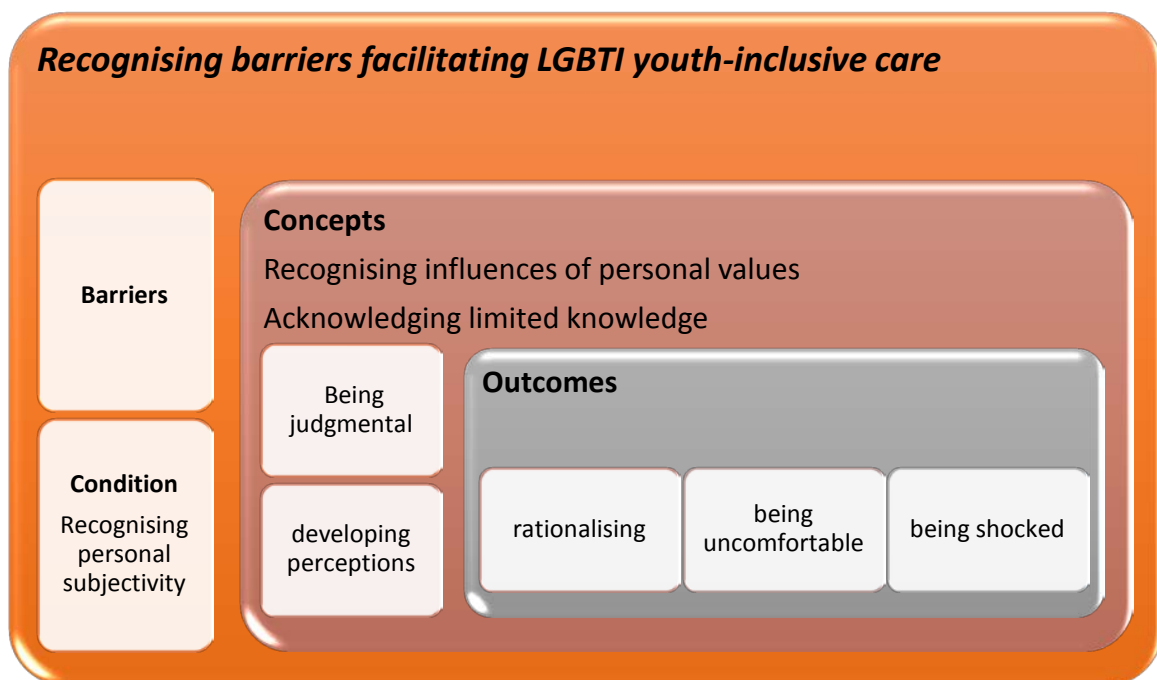 Recognising barriers facilitating LGBTI youth-inclusive care
Barriers
Condition
Recognising
personal
subjectivity
Concepts
Recognising influences of personal values
Acknowledging limited knowledge
Being
judgmental
developing
perceptions
Outcomes
rationalising
being
uncomfortable
being shocked